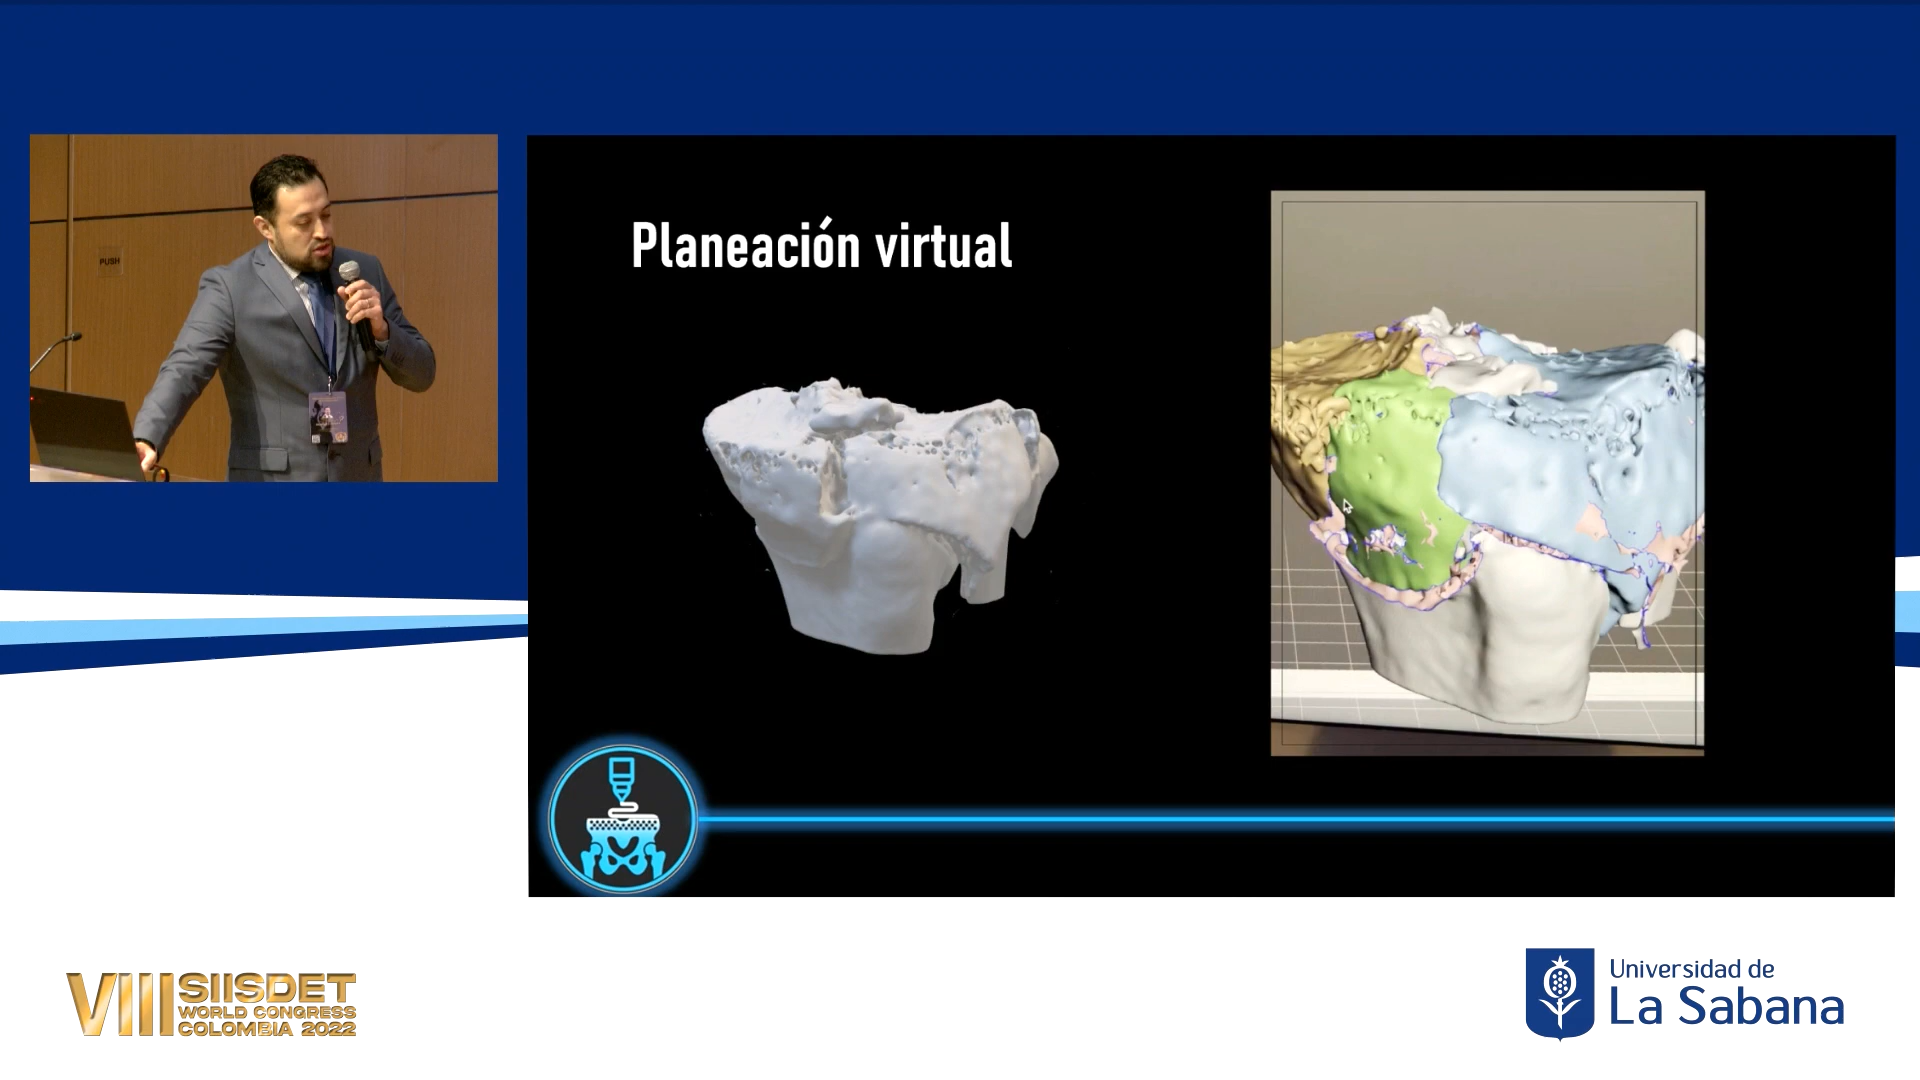 PUSH
Planeación virtual
VIII SIISDET
WORLD CONGRESS
COLOMBIA 2022
Universidad de
La Sabana